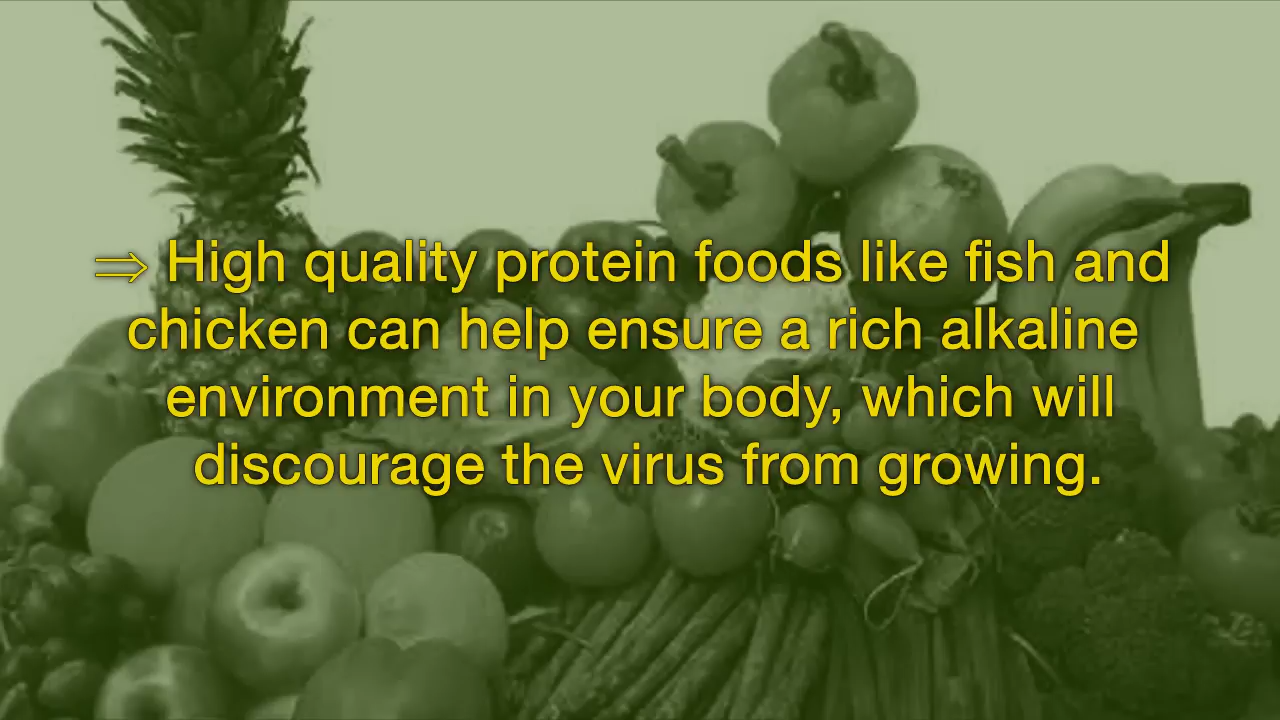 ⇒ High quality protein foods like fish and
chicken can help ensure a rich alkaline
environment in your body, which will
discourage the virus from growing.